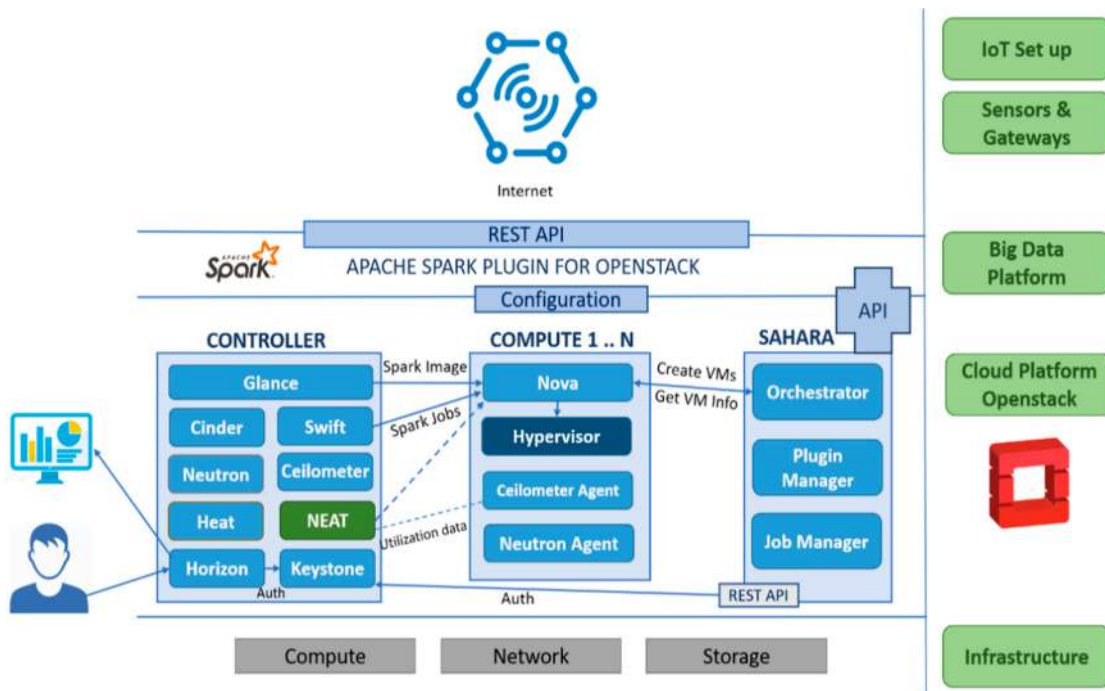 IoT Set up
Sensors &
Gateways
Internet
REST API
APACHE
Spark
APACHE SPARK PLUGIN FOR OPENSTACK
Big Data
Platform
Configuration
API
CONTROLLER
COMPUTE 1 .. N
SAHARA
Glance
Spark Image
Nova
Create VMs
Get VM Info
Orchestrator
Cloud Platform
Openstack
Cinder
Swift
Spark Jobs
Hypervisor
Neutron
Ceilometer
Plugin
Manager
Ceilometer Agent
Heat
NEAT
Utilization data
Neutron Agent
Job Manager
Horizon
Keystone
Auth
Auth
REST API
Compute
Network
Storage
Infrastructure